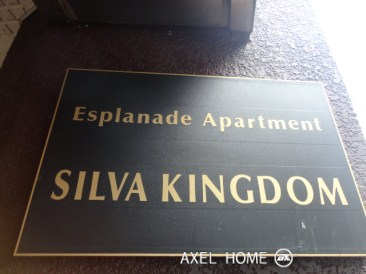 Esplanade Apartment
SILVA KINGDOM
AXEL HOME